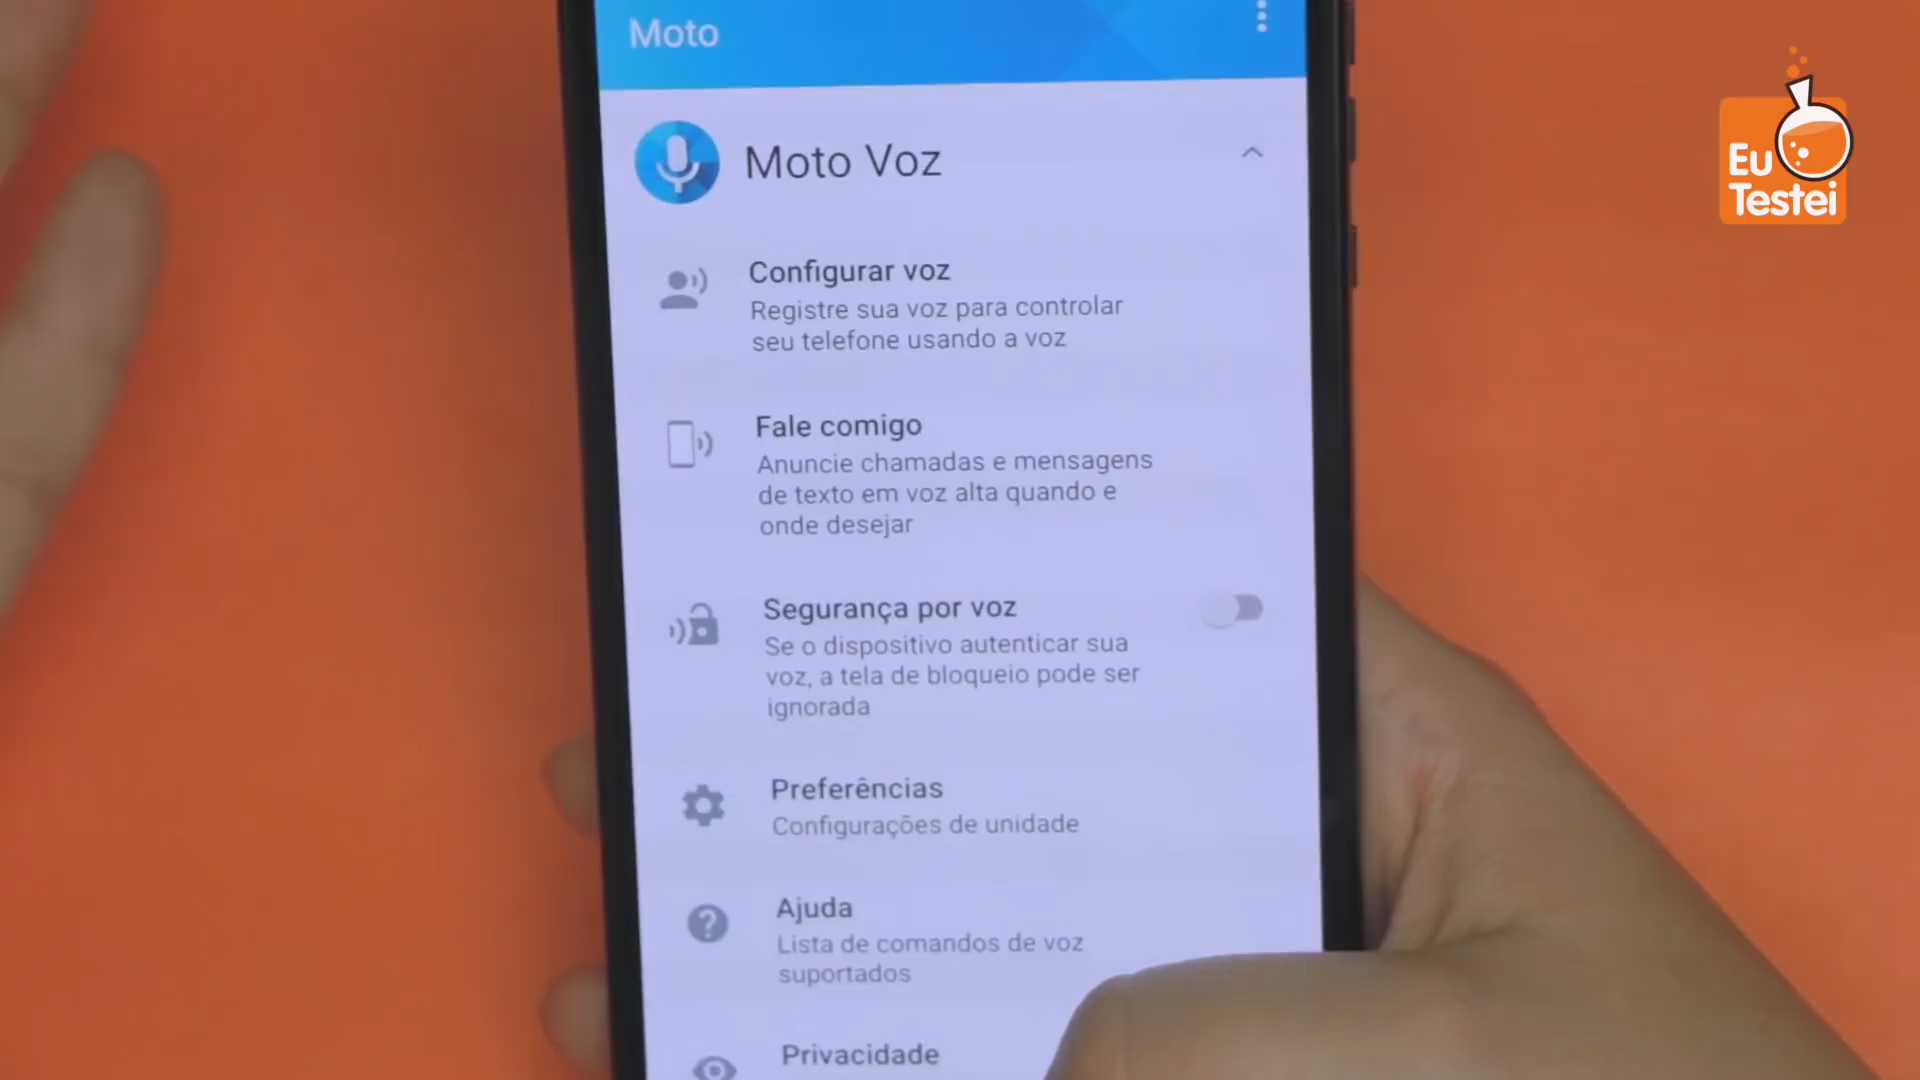 Moto
Moto Voz
Configurar voz
Registre sua voz para controlar
seu telefone usando a voz
Fale comigo
Anuncie chamadas e mensagens
de texto em voz alta quando e
onde desejar
Segurança por voz
Se o dispositivo autenticar sua
voz, a tela de bloqueio pode ser
ignorada
Preferências
Configurações de unidade
Ajuda
Lista de comandos de voz
suportados
Privacidade
Eu
Testei